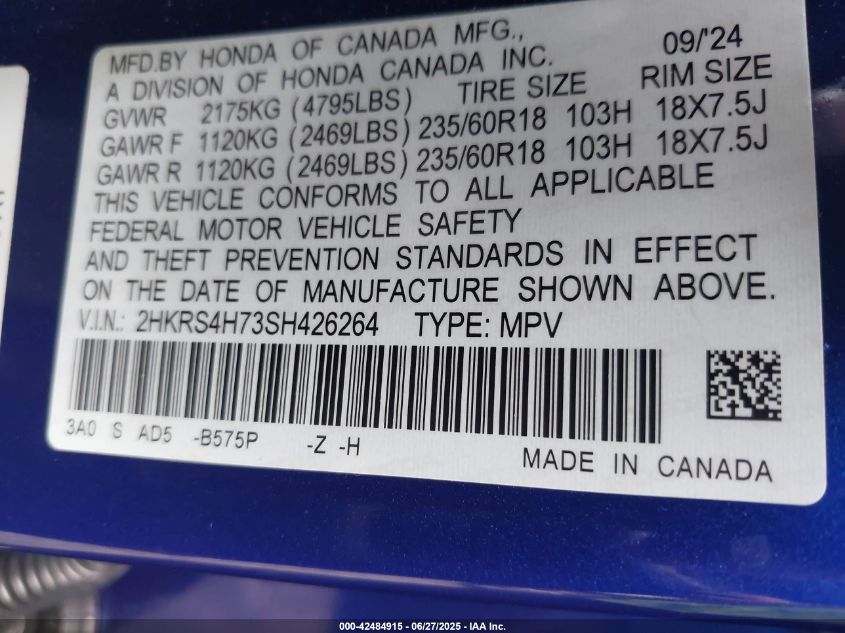 MFD.BY HONDA OF CANADA MFG., 09/'24
A DIVISION OF HONDA CANADA INC. TIRE SIZE RIM SIZE
GVWR 2175KG (4795LBS)
GAWR F 1120KG (2469LBS) 235/60R18 103H 18X7.5J
GAWR R 1120KG (2469LBS) 235/60R18 103H 18X7.5J
THIS VEHICLE CONFORMS TO ALL APPLICABLE
FEDERAL MOTOR VEHICLE SAFETY
AND THEFT PREVENTION STANDARDS IN EFFECT
ON THE DATE OF MANUFACTURE SHOWN ABOVE.
V.I.N.: 2HKRS4H73SH426264 TYPE: MPV
3A0 S AD5 -B575P -Z -H
MADE IN CANADA
000-42484915 | 06/27/2025 - IAA Inc.